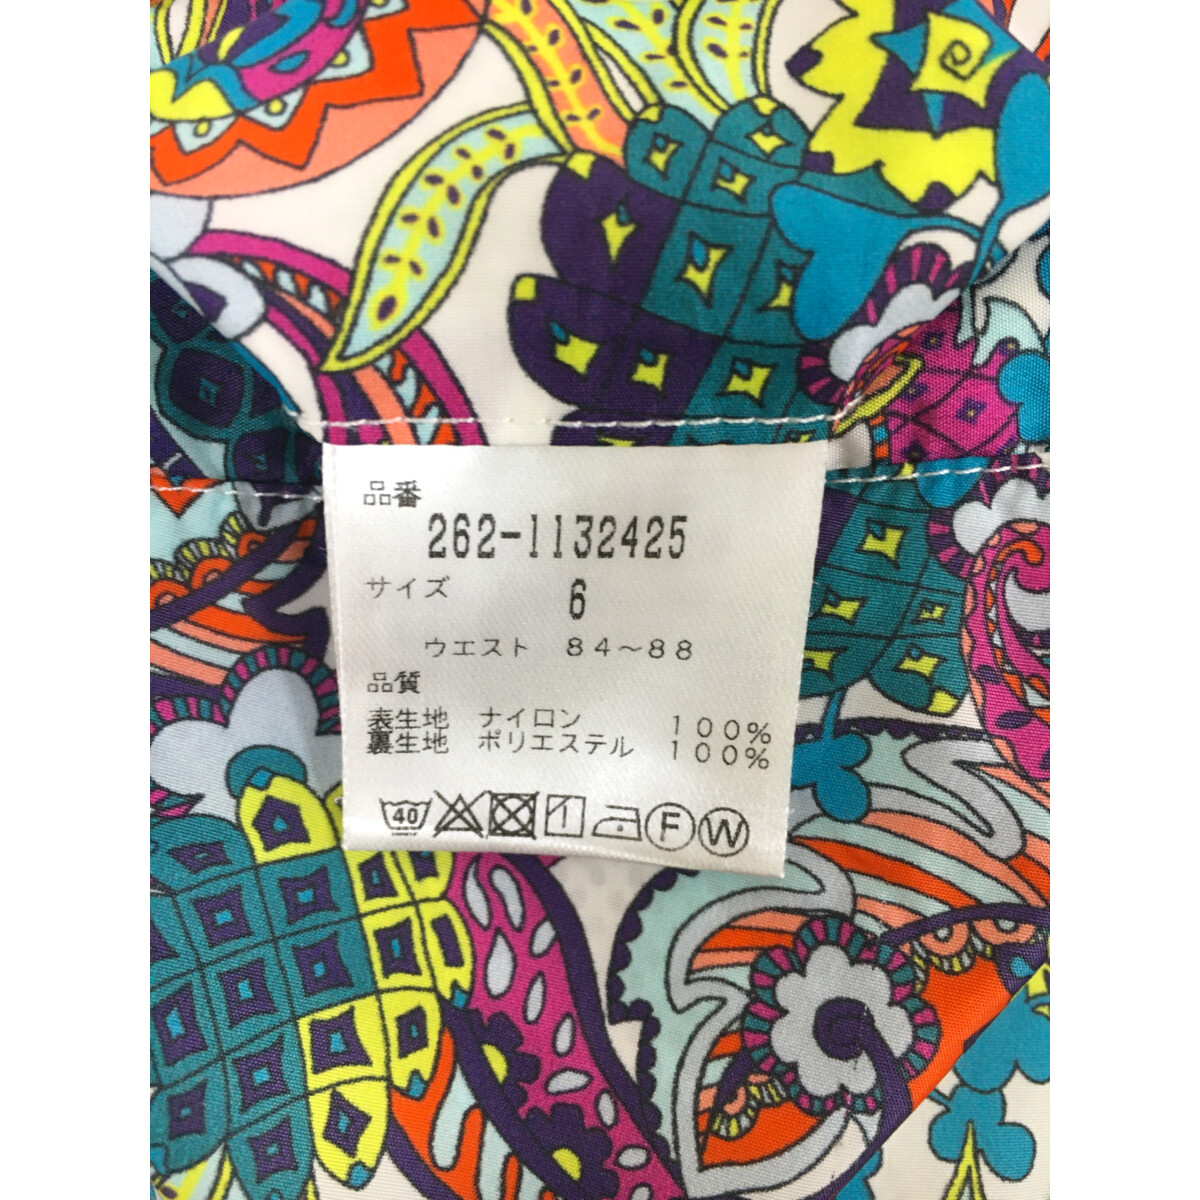 品番
262-1132425
サイズ 6
ウエスト 84～88
品質
表生地 ナイロン 100%
裏生地 ポリエステル 100%
40 F W